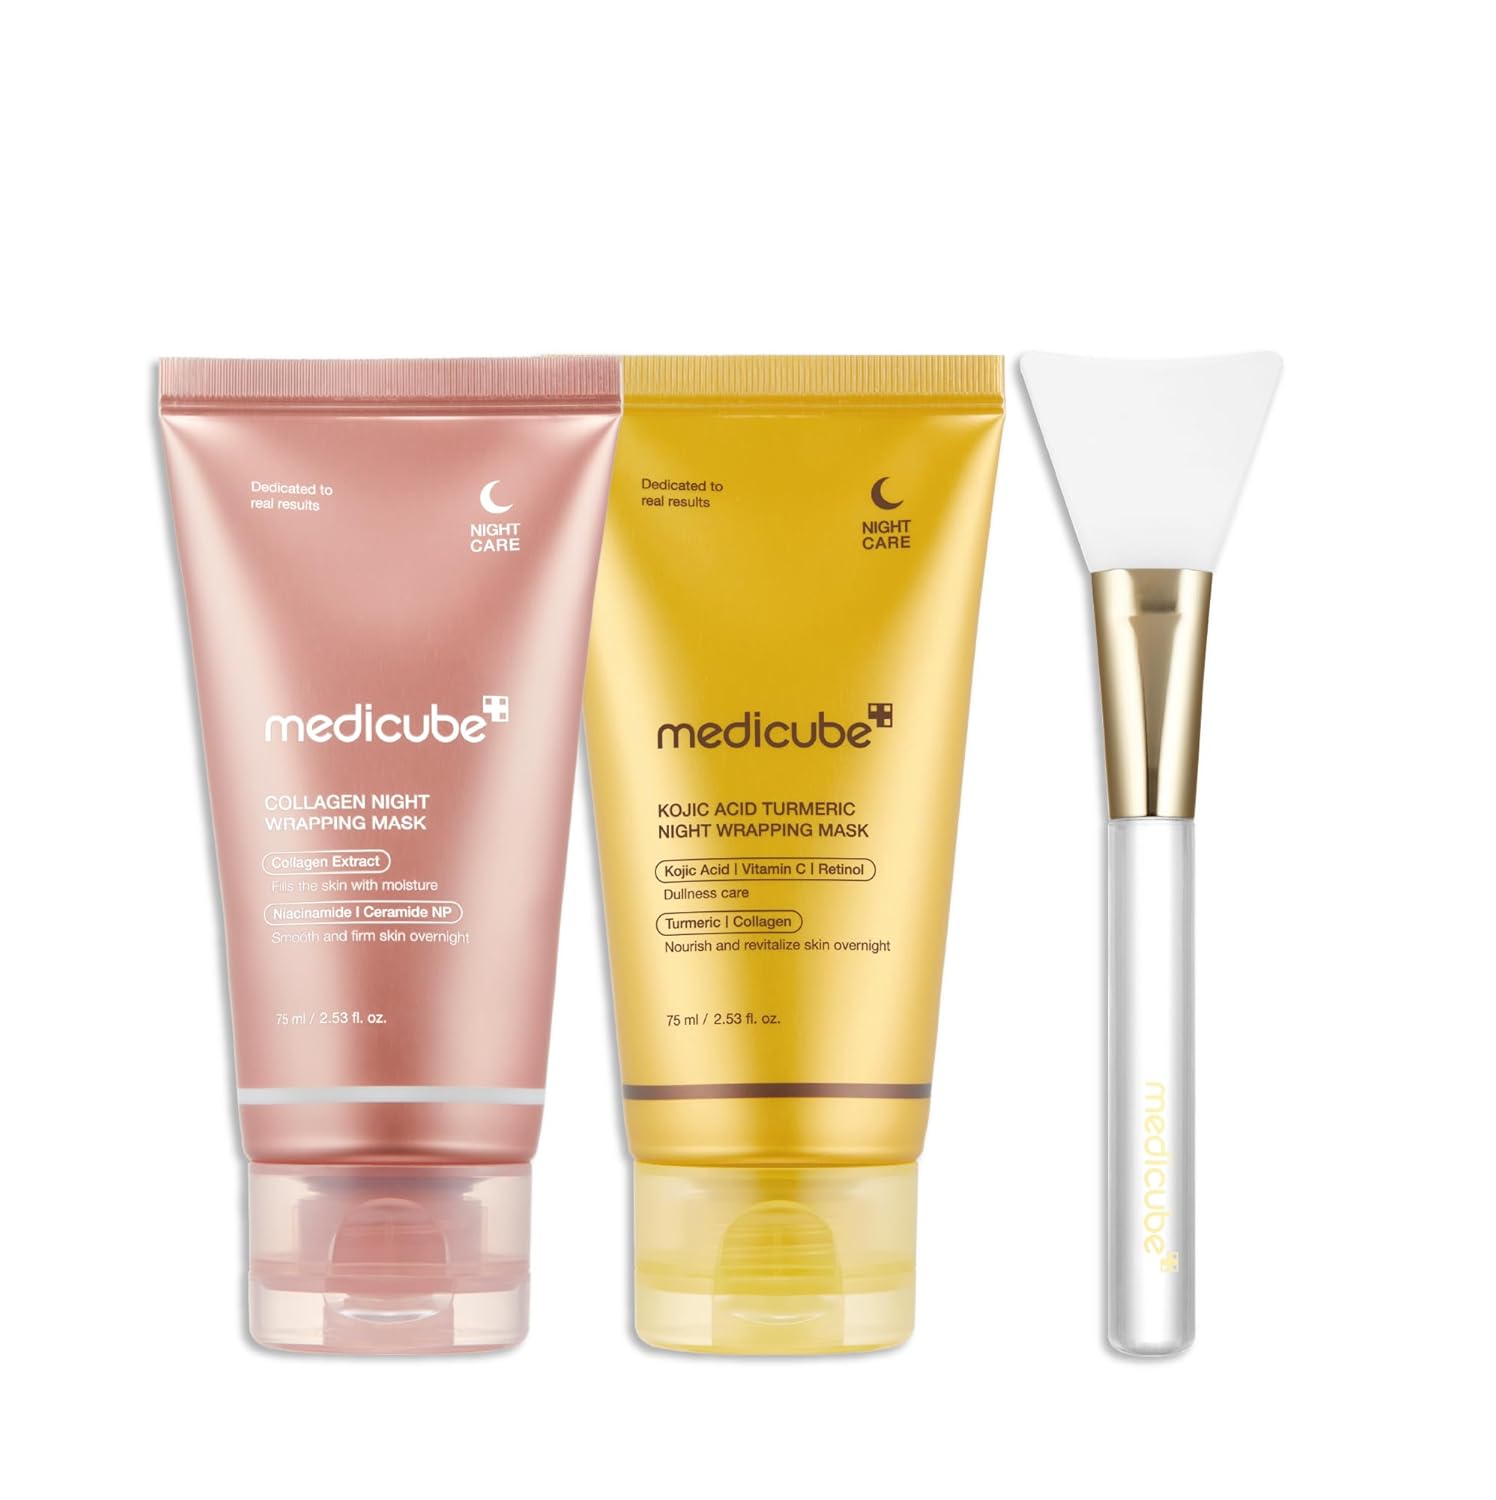 Dedicated to
real results
NIGHT
CARE
medicube
COLLAGEN NIGHT
WRAPPING MASK
Collagen Extract
Fills the skin with moisture
Niacinamide | Ceramide NP
Smooth and firm skin overnight
75 ml / 2.53 fl. oz.
Dedicated to
real results
NIGHT
CARE
medicube
KOJIC ACID TURMERIC
NIGHT WRAPPING MASK
Kojic Acid | Vitamin C | Retinol
Dullness care
Turmeric | Collagen
Nourish and revitalize skin overnight
75 ml / 2.53 fl. oz.
medicube